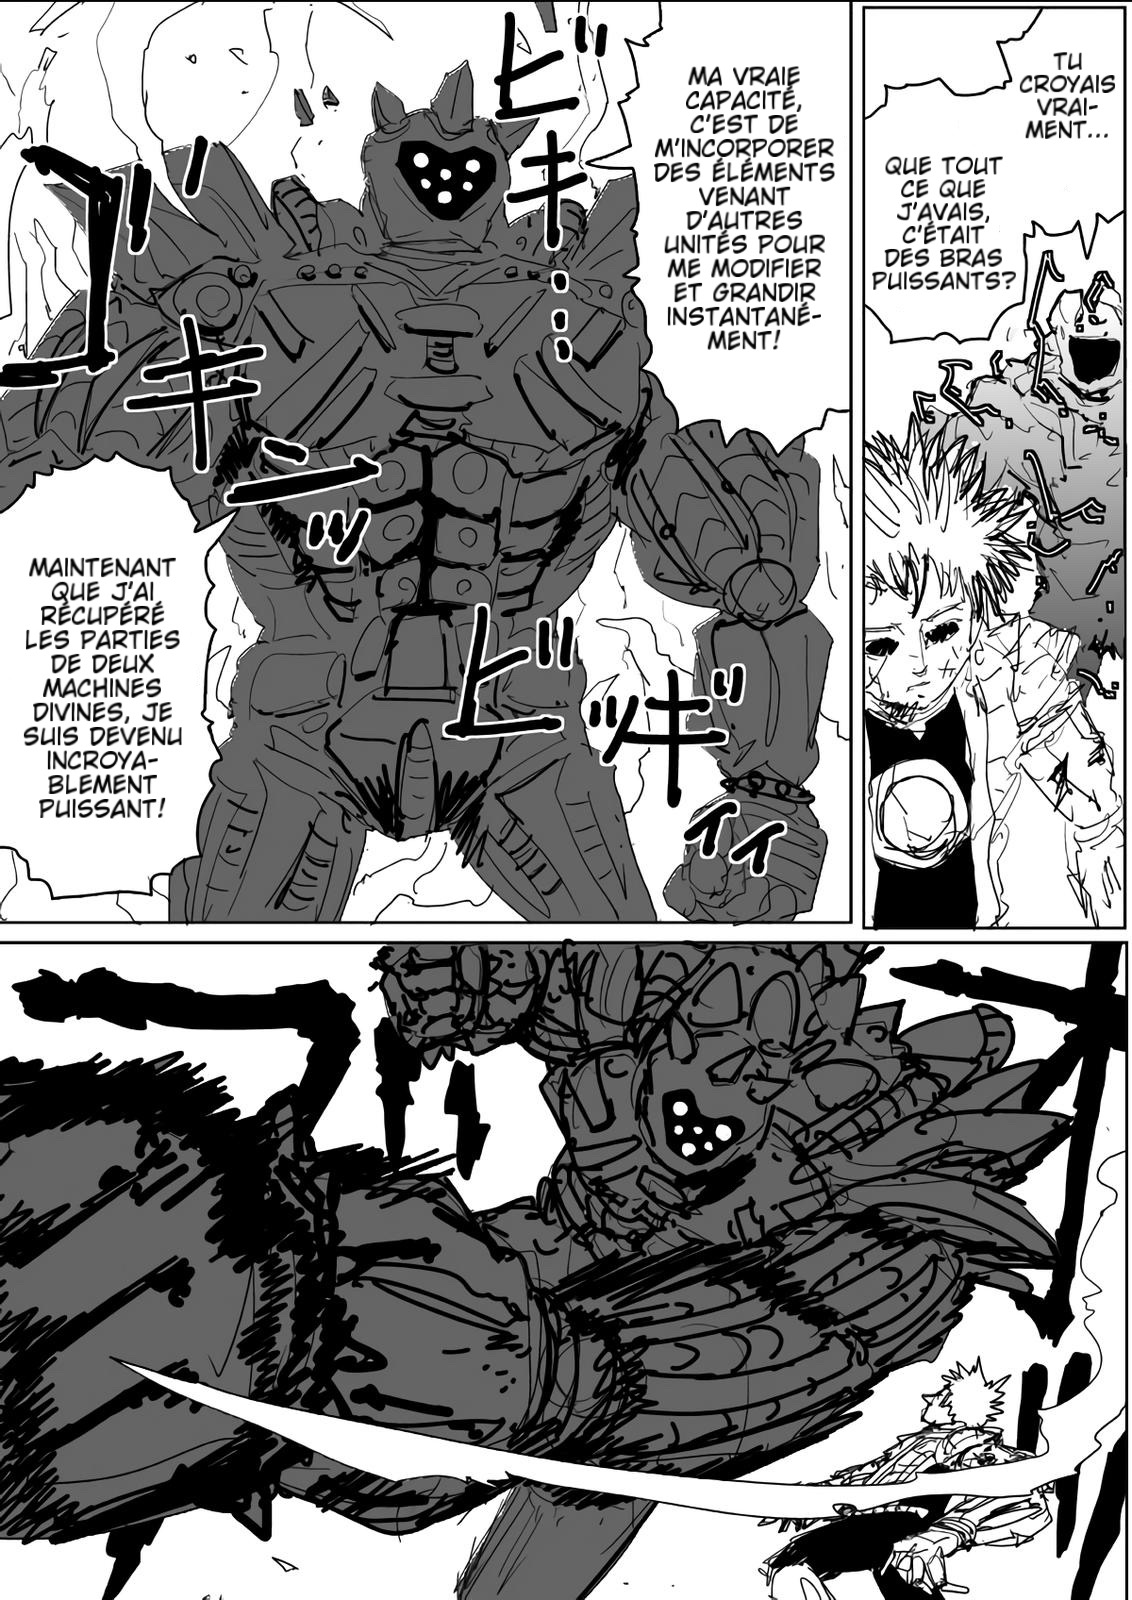 TU
CROYAIS
VRAI-
MENT...
QUE TOUT
CE QUE
J'AVAIS,
C'ÉTAIT
DES BRAS
PUISSANTS?
MA VRAIE
CAPACITÉ,
C'EST DE
M'INCORPORER
DES ÉLÉMENTS
VENANT
D'AUTRES
UNITÉS POUR
ME MODIFIER
ET GRANDIR
INSTANTANÉ-
MENT!
ビキ...
ゴキンッ
ビッギィィ
MAINTENANT
QUE J'AI
RÉCUPÉRÉ
LES PARTIES
DE DEUX
MACHINES
DIVINES, JE
SUIS DEVENU
INCROYA-
BLEMENT
PUISSANT!